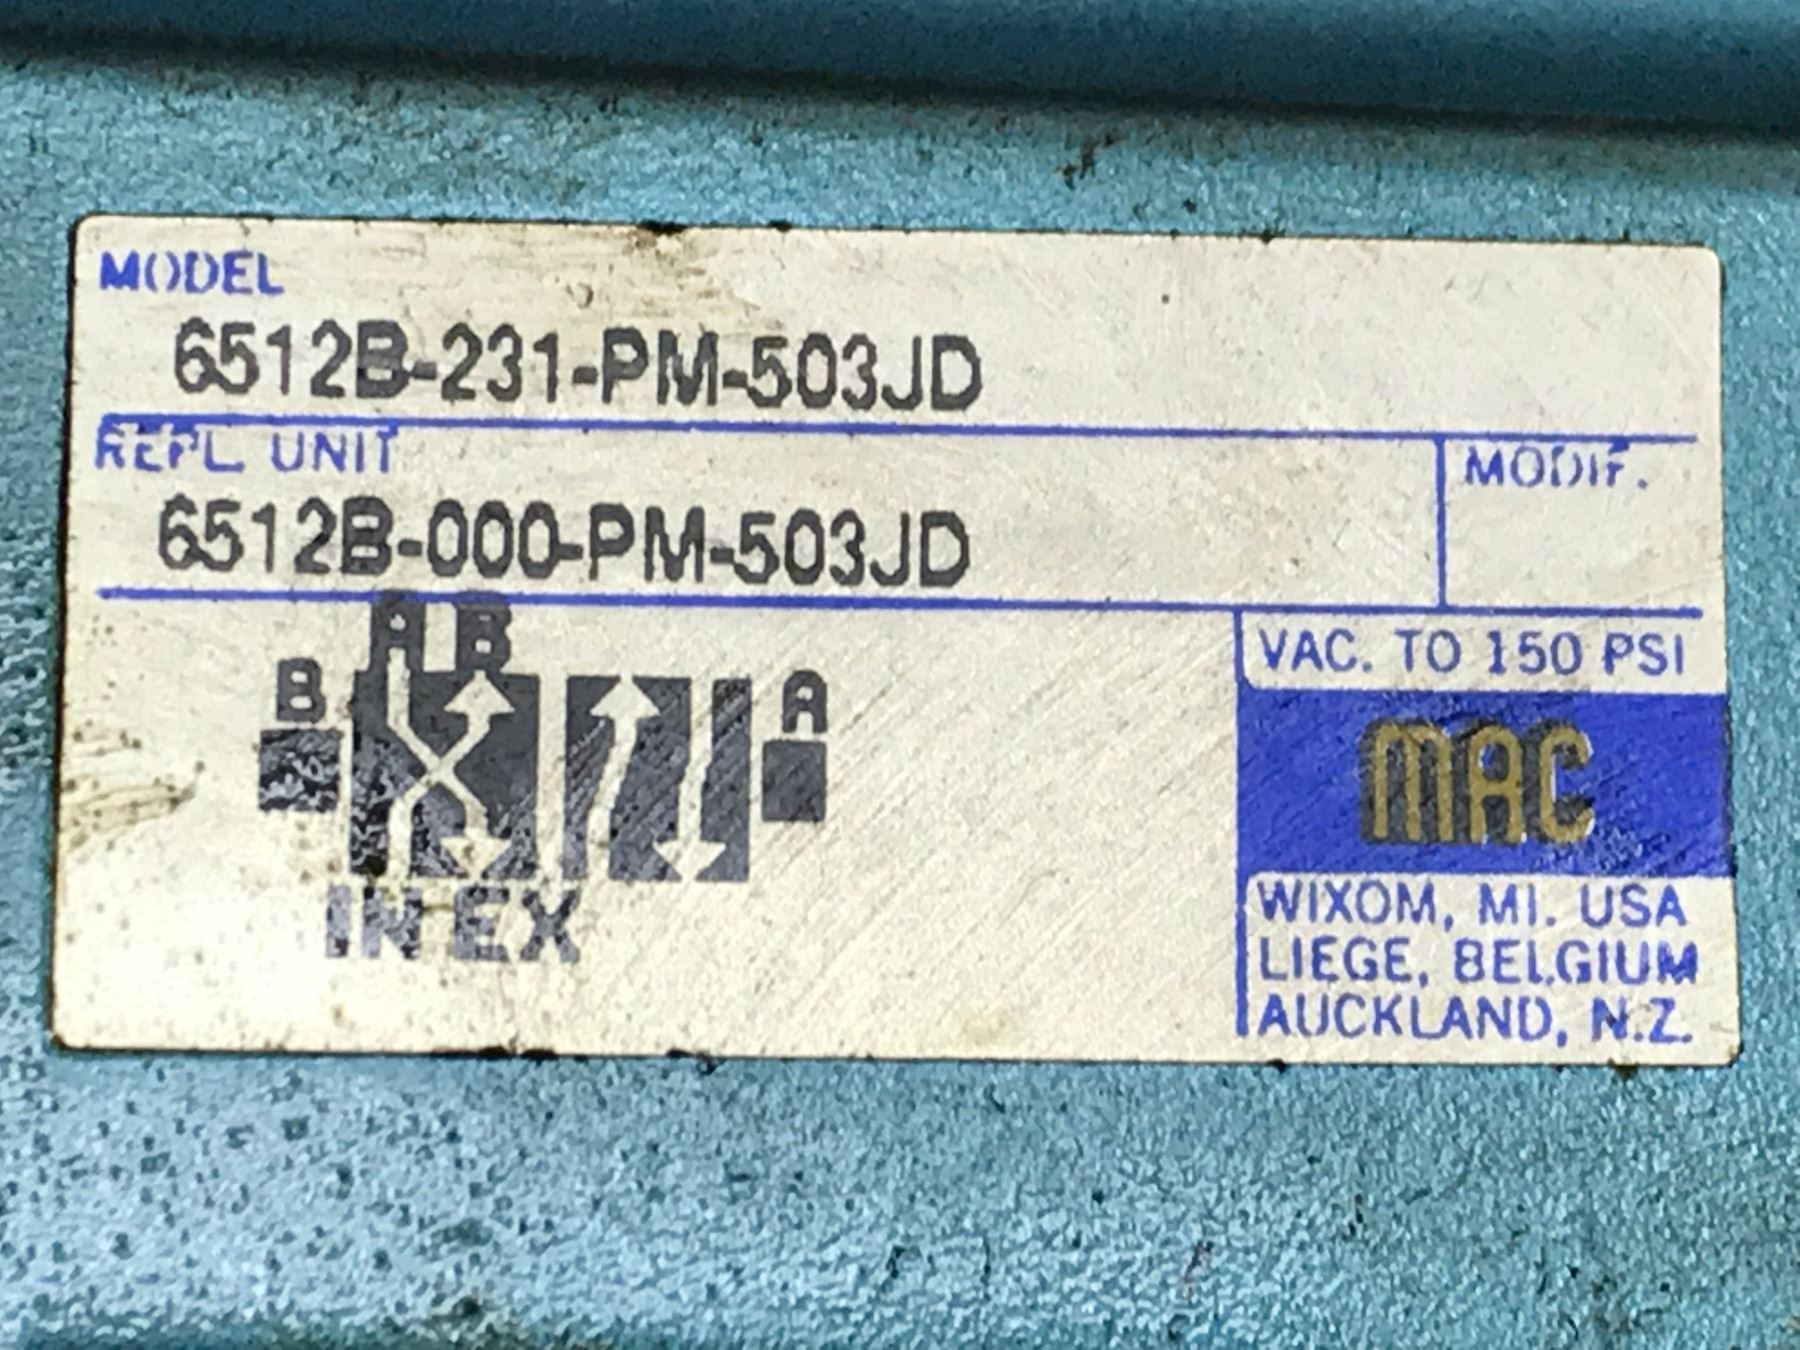 MODEL
6512B-231-PM-503JD
REPL. UNIT
MODIF.
6512B-000-PM-503JD
A B
B
A
IN EX
VAC. TO 150 PSI
MAC
WIXOM, MI. USA
LIEGE, BELGIUM
AUCKLAND, N.Z.